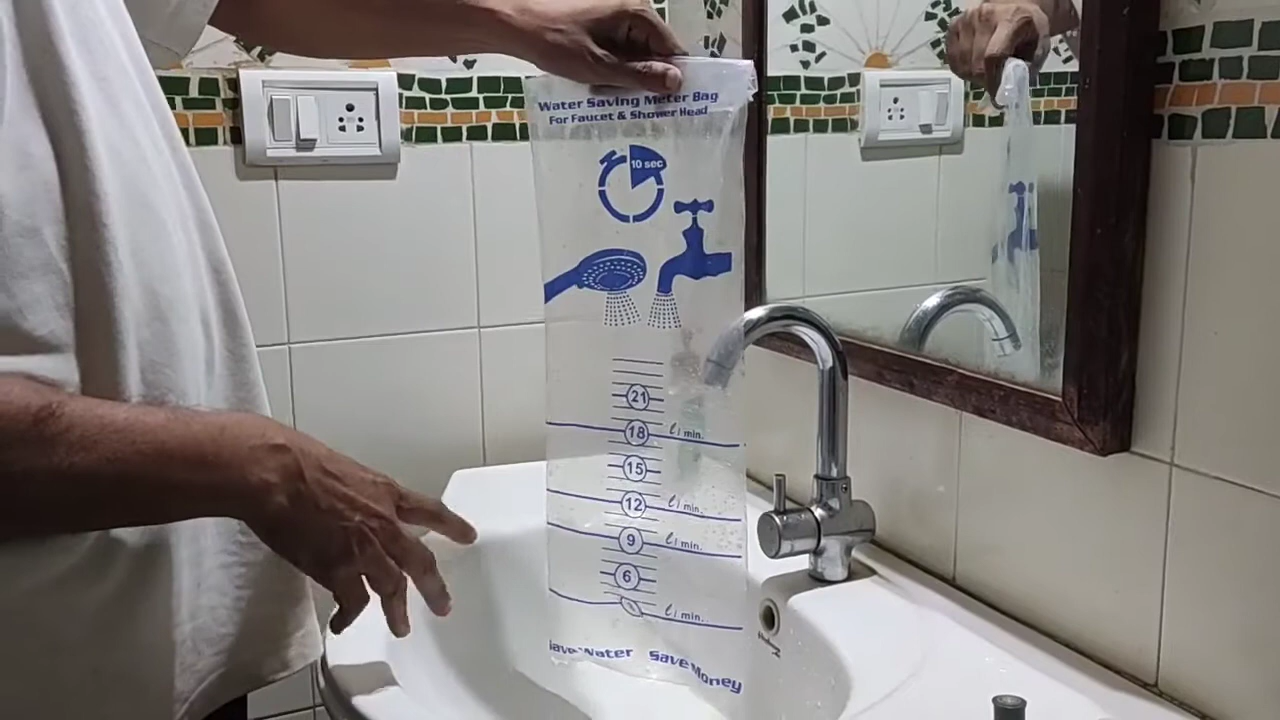 Water Saving Meter Bag
For Faucet & Shower Head
10 sec
21
18 ℓ/ min.
15
12 ℓ/ min.
9 ℓ/ min.
6
ℓ/ min.
Save Water Save Money